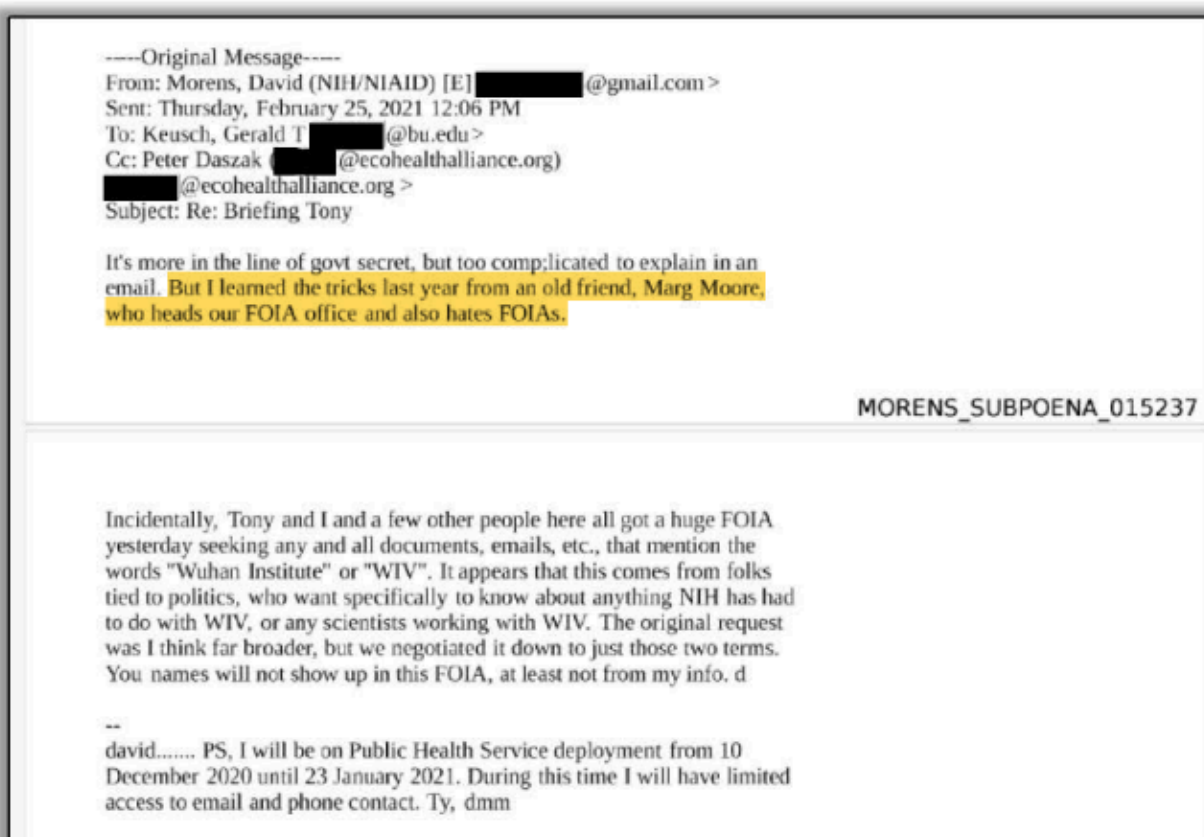 -----Original Message-----
From: Morens, David (NIH/NIAID) [E] @gmail.com>
Sent: Thursday, February 25, 2021 12:06 PM
To: Keusch, Gerald T @bu.edu>
Cc: Peter Daszak ( @ecohealthalliance.org)
@ecohealthalliance.org >
Subject: Re: Briefing Tony
It's more in the line of govt secret, but too comp;licated to explain in an
email. But I learned the tricks last year from an old friend, Marg Moore,
who heads our FOIA office and also hates FOIAs.
MORENS_SUBPOENA_015237
Incidentally, Tony and I and a few other people here all got a huge FOIA
yesterday seeking any and all documents, emails, etc., that mention the
words "Wuhan Institute" or "WIV". It appears that this comes from folks
tied to politics, who want specifically to know about anything NIH has had
to do with WIV, or any scientists working with WIV. The original request
was I think far broader, but we negotiated it down to just those two terms.
You names will not show up in this FOIA, at least not from my info. d
--
david....... PS, I will be on Public Health Service deployment from 10
December 2020 until 23 January 2021. During this time I will have limited
access to email and phone contact. Ty, dmm